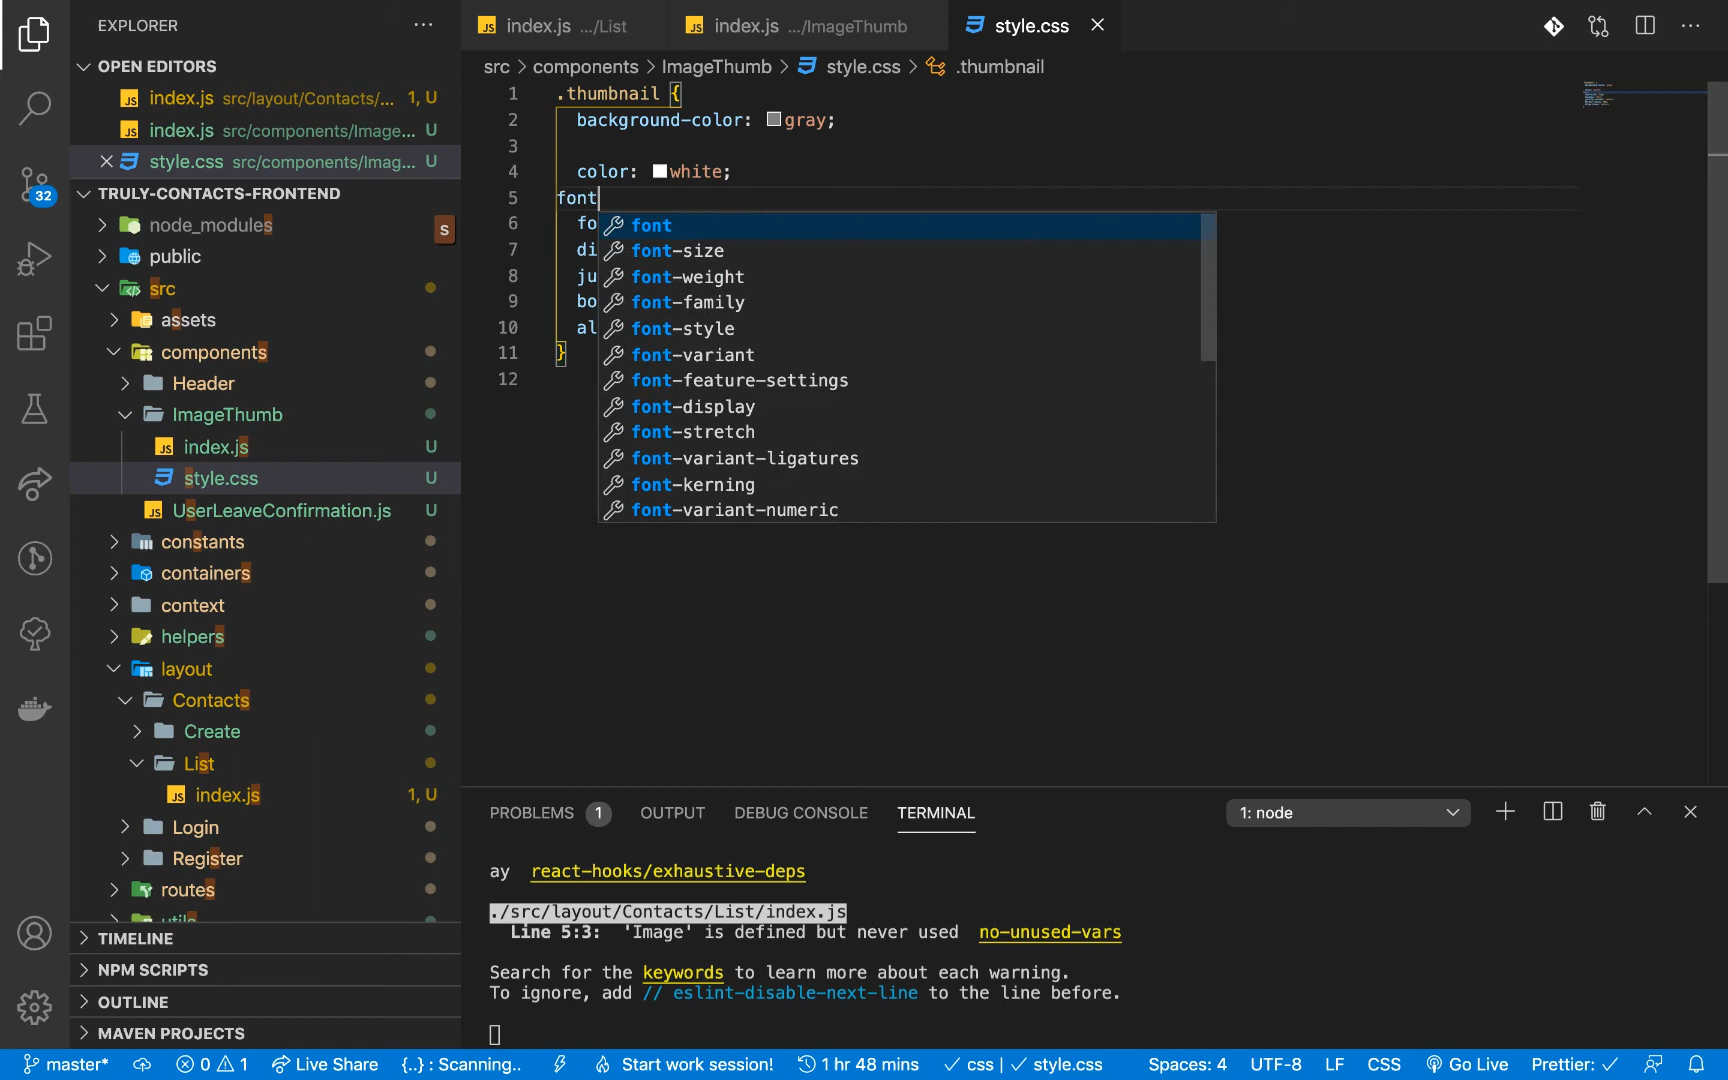 EXPLORER
OPEN EDITORS
JS index.js src/layout/Contacts/... 1, U
JS index.js src/components/Image... U
style.css src/components/Imag... U
TRULY-CONTACTS-FRONTEND
node_modules
S
public
src
assets
components
Header
ImageThumb
JS index.js U
style.css U
JS UserLeaveConfirmation.js U
constants
containers
context
helpers
layout
Contacts
Create
List
JS index.js 1, U
Login
Register
routes
utils
TIMELINE
NPM SCRIPTS
OUTLINE
MAVEN PROJECTS
32
JS index.js .../List
JS index.js .../ImageThumb
style.css
src > components > ImageThumb > style.css > .thumbnail
1 .thumbnail {
2 background-color: gray;
3
4 color: white;
5 font
6 fo
7 di
8 ju
9 bo
10 al
11 }
12
font
font-size
font-weight
font-family
font-style
font-variant
font-feature-settings
font-display
font-stretch
font-variant-ligatures
font-kerning
font-variant-numeric
PROBLEMS 1 OUTPUT DEBUG CONSOLE TERMINAL 1: node
ay react-hooks/exhaustive-deps
./src/layout/Contacts/List/index.js
Line 5:3: 'Image' is defined but never used no-unused-vars
Search for the keywords to learn more about each warning.
To ignore, add // eslint-disable-next-line to the line before.
master* 0 1 Live Share {..} : Scanning.. Start work session! 1 hr 48 mins css | style.css Spaces: 4 UTF-8 LF CSS Go Live Prettier: